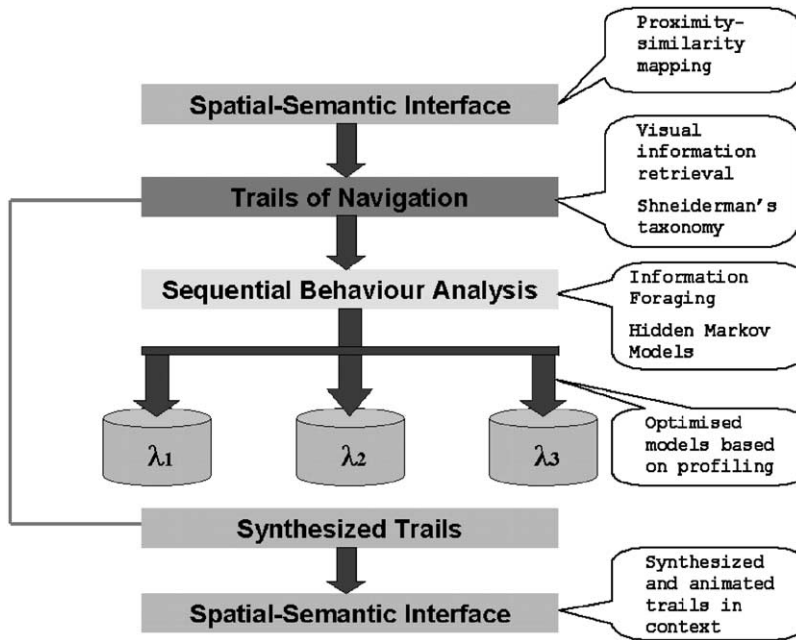 Proximity-
similarity
mapping
Spatial-Semantic Interface
Visual
information
retrieval
Shneiderman's
taxonomy
Trails of Navigation
Sequential Behaviour Analysis
Information
Foraging
Hidden Markov
Models
λ1
λ2
λ3
Optimised
models based
on profiling
Synthesized Trails
Synthesized
and animated
trails in
context
Spatial-Semantic Interface